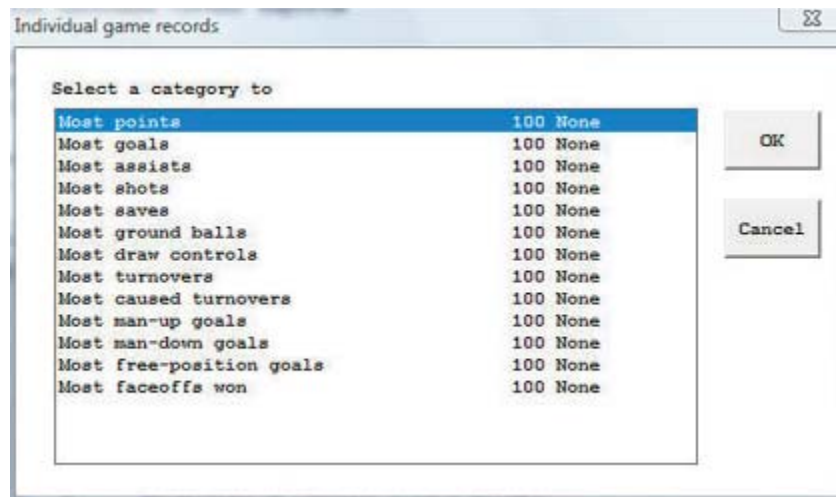 Individual game records
Select a category to
Most points 100 None
Most goals 100 None
Most assists 100 None
Most shots 100 None
Most saves 100 None
Most ground balls 100 None
Most draw controls 100 None
Most turnovers 100 None
Most caused turnovers 100 None
Most man-up goals 100 None
Most man-down goals 100 None
Most free-position goals 100 None
Most faceoffs won 100 None
OK
Cancel